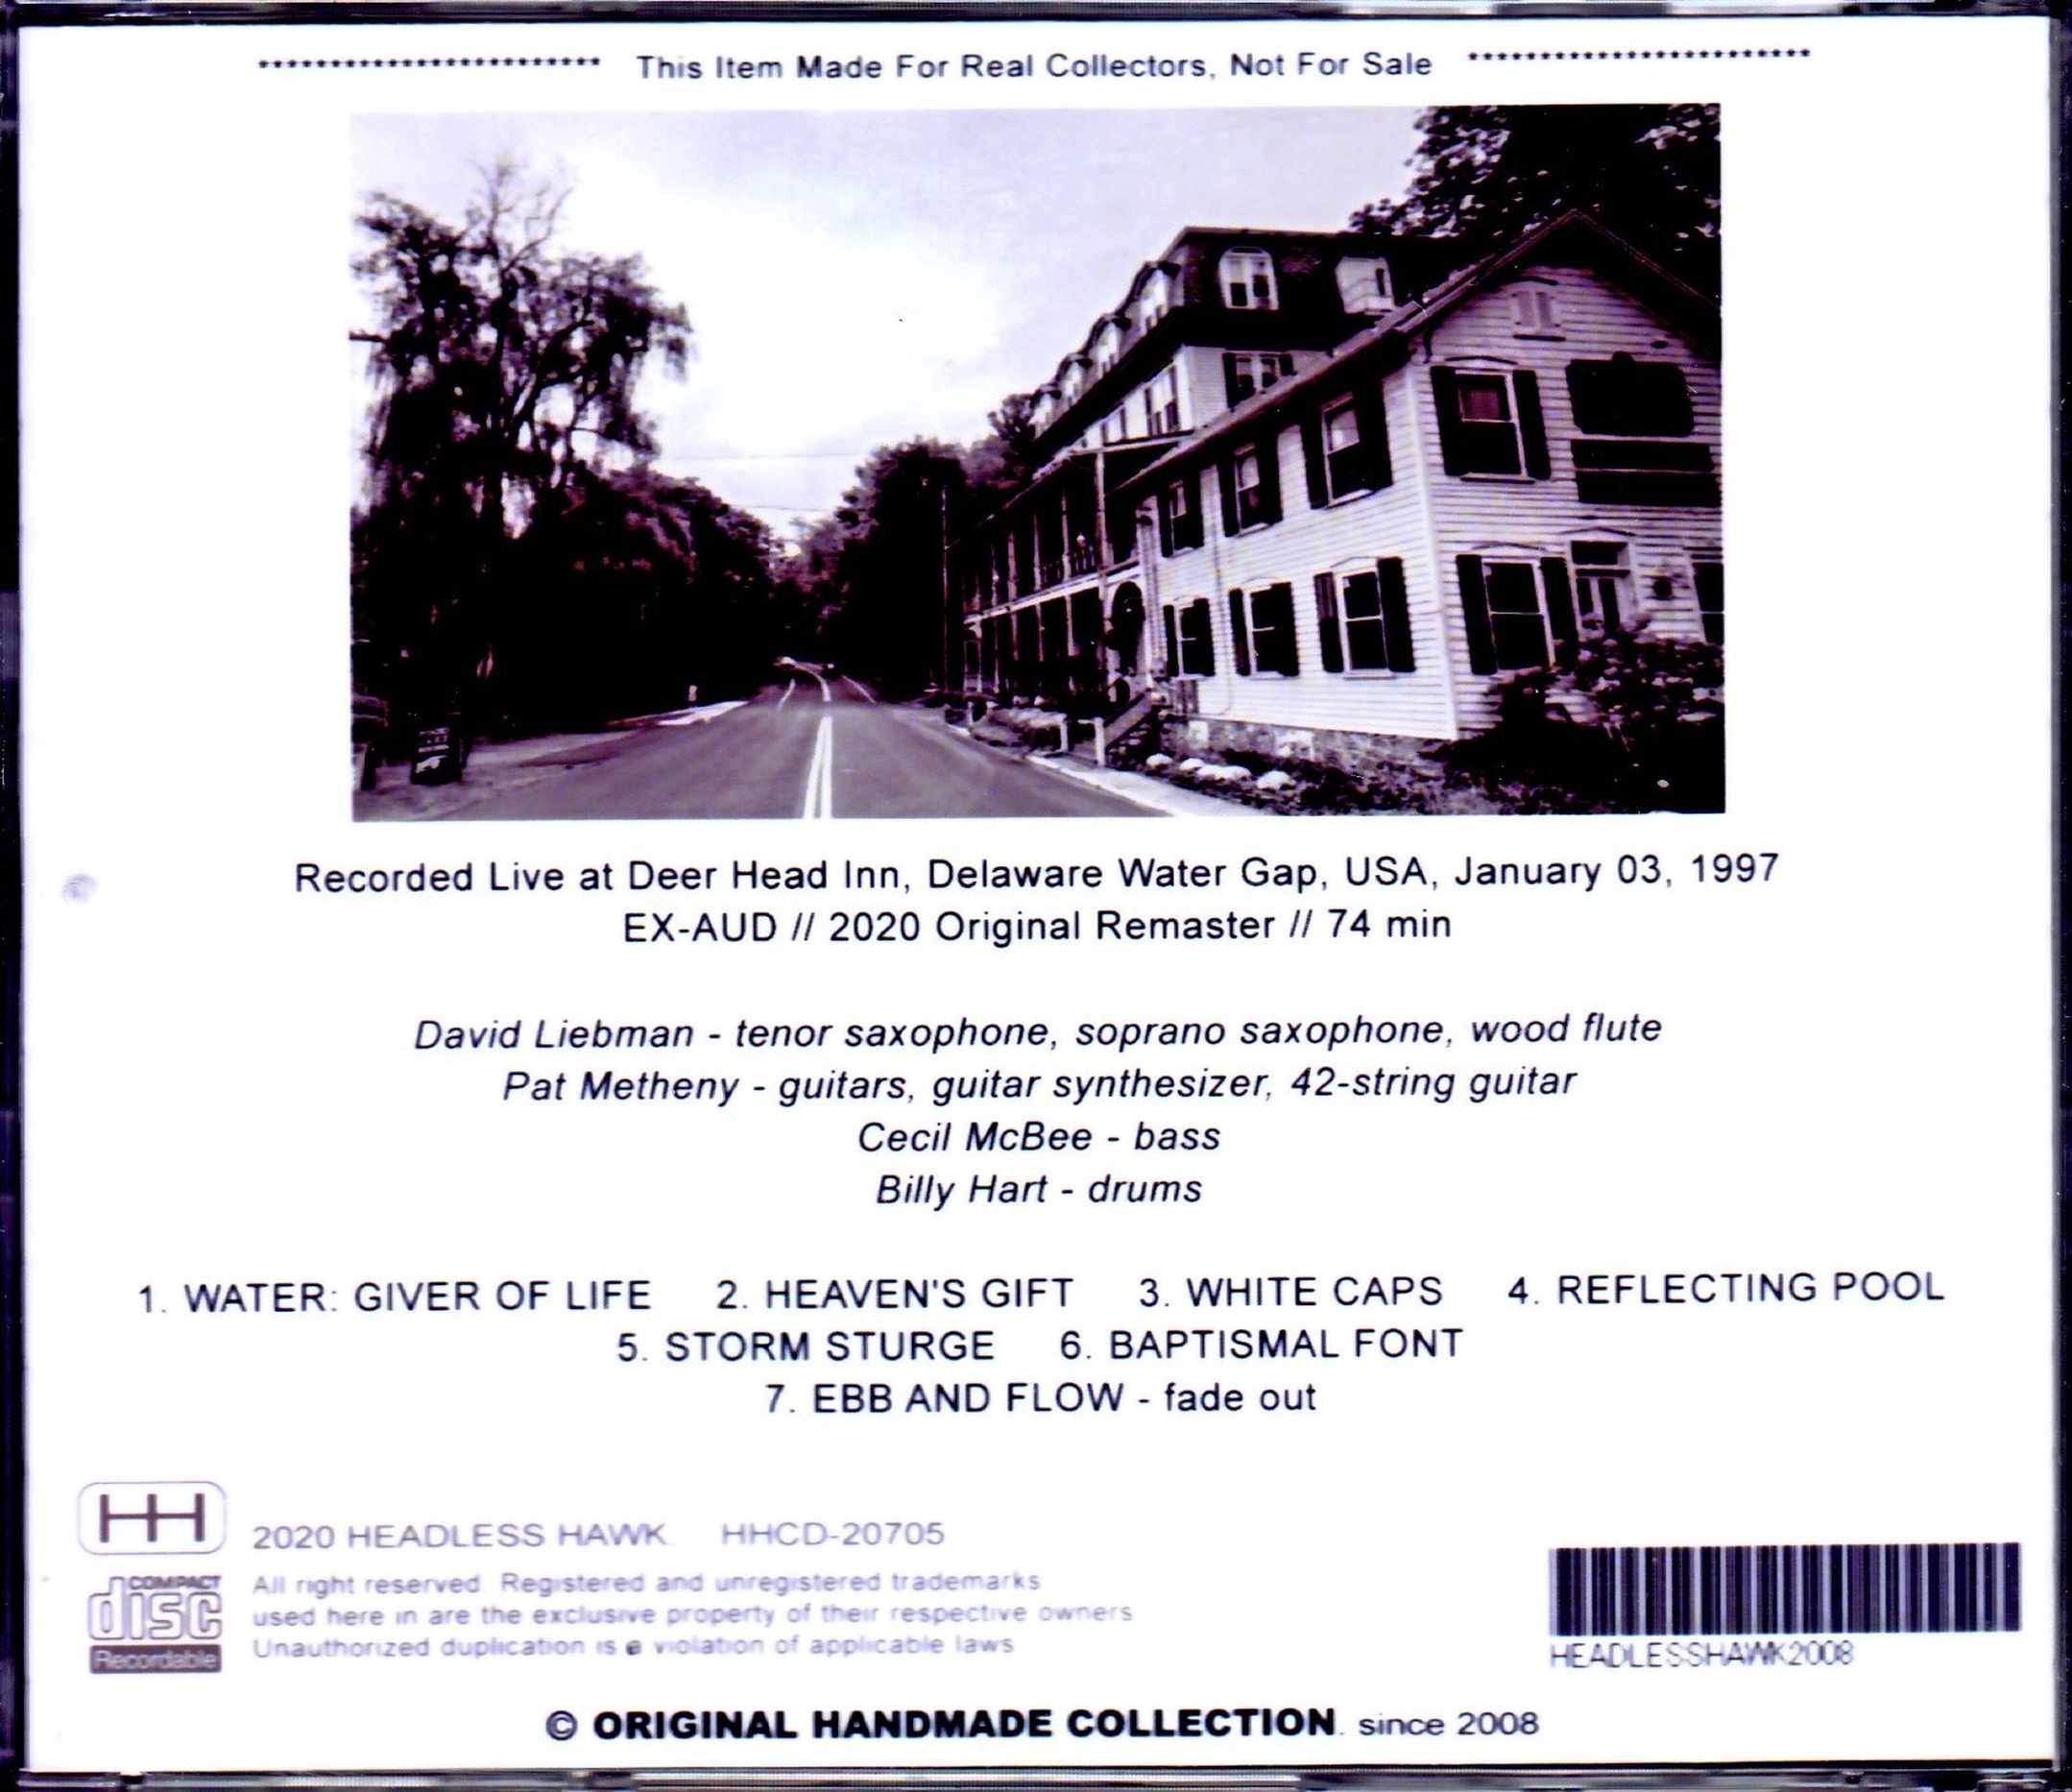 ************************ This Item Made For Real Collectors, Not For Sale ************************
Recorded Live at Deer Head Inn, Delaware Water Gap, USA, January 03, 1997
EX-AUD // 2020 Original Remaster // 74 min
David Liebman - tenor saxophone, soprano saxophone, wood flute
Pat Metheny - guitars, guitar synthesizer, 42-string guitar
Cecil McBee - bass
Billy Hart - drums
1. WATER: GIVER OF LIFE 2. HEAVEN'S GIFT 3. WHITE CAPS 4. REFLECTING POOL
5. STORM STURGE 6. BAPTISMAL FONT
7. EBB AND FLOW - fade out
HH
2020 HEADLESS HAWK HHCD-20705
COMPACT
disc
Recordable
All right reserved Registered and unregistered trademarks
used here in are the exclusive property of their respective owners
Unauthorized duplication is a violation of applicable laws
HEADLESSHAWK2008
© ORIGINAL HANDMADE COLLECTION. since 2008